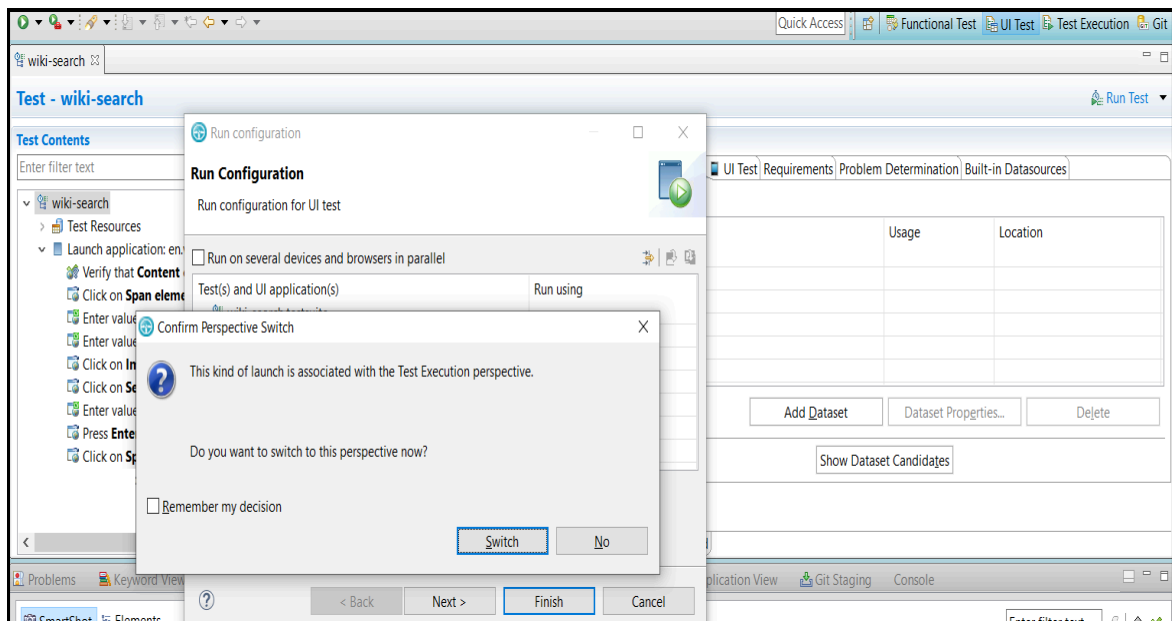 Quick Access
Functional Test
UI Test
Test Execution
Git
wiki-search
Test - wiki-search
Run Test
Test Contents
Enter filter text
wiki-search
Test Resources
Launch application: en.
Verify that Content
Click on Span eleme
Enter value
Enter value
Click on In
Click on Se
Enter value
Press Ente
Click on Sp
UI Test
Requirements
Problem Determination
Built-in Datasources
Usage
Location
Add Dataset
Dataset Properties...
Delete
Show Dataset Candidates
Run configuration
Run Configuration
Run configuration for UI test
Run on several devices and browsers in parallel
Test(s) and UI application(s)
Run using
Confirm Perspective Switch
This kind of launch is associated with the Test Execution perspective.
Do you want to switch to this perspective now?
Remember my decision
Switch
No
< Back
Next >
Finish
Cancel
Problems
Keyword View
plication View
Git Staging
Console
SmartShot
Elements
Enter filter text